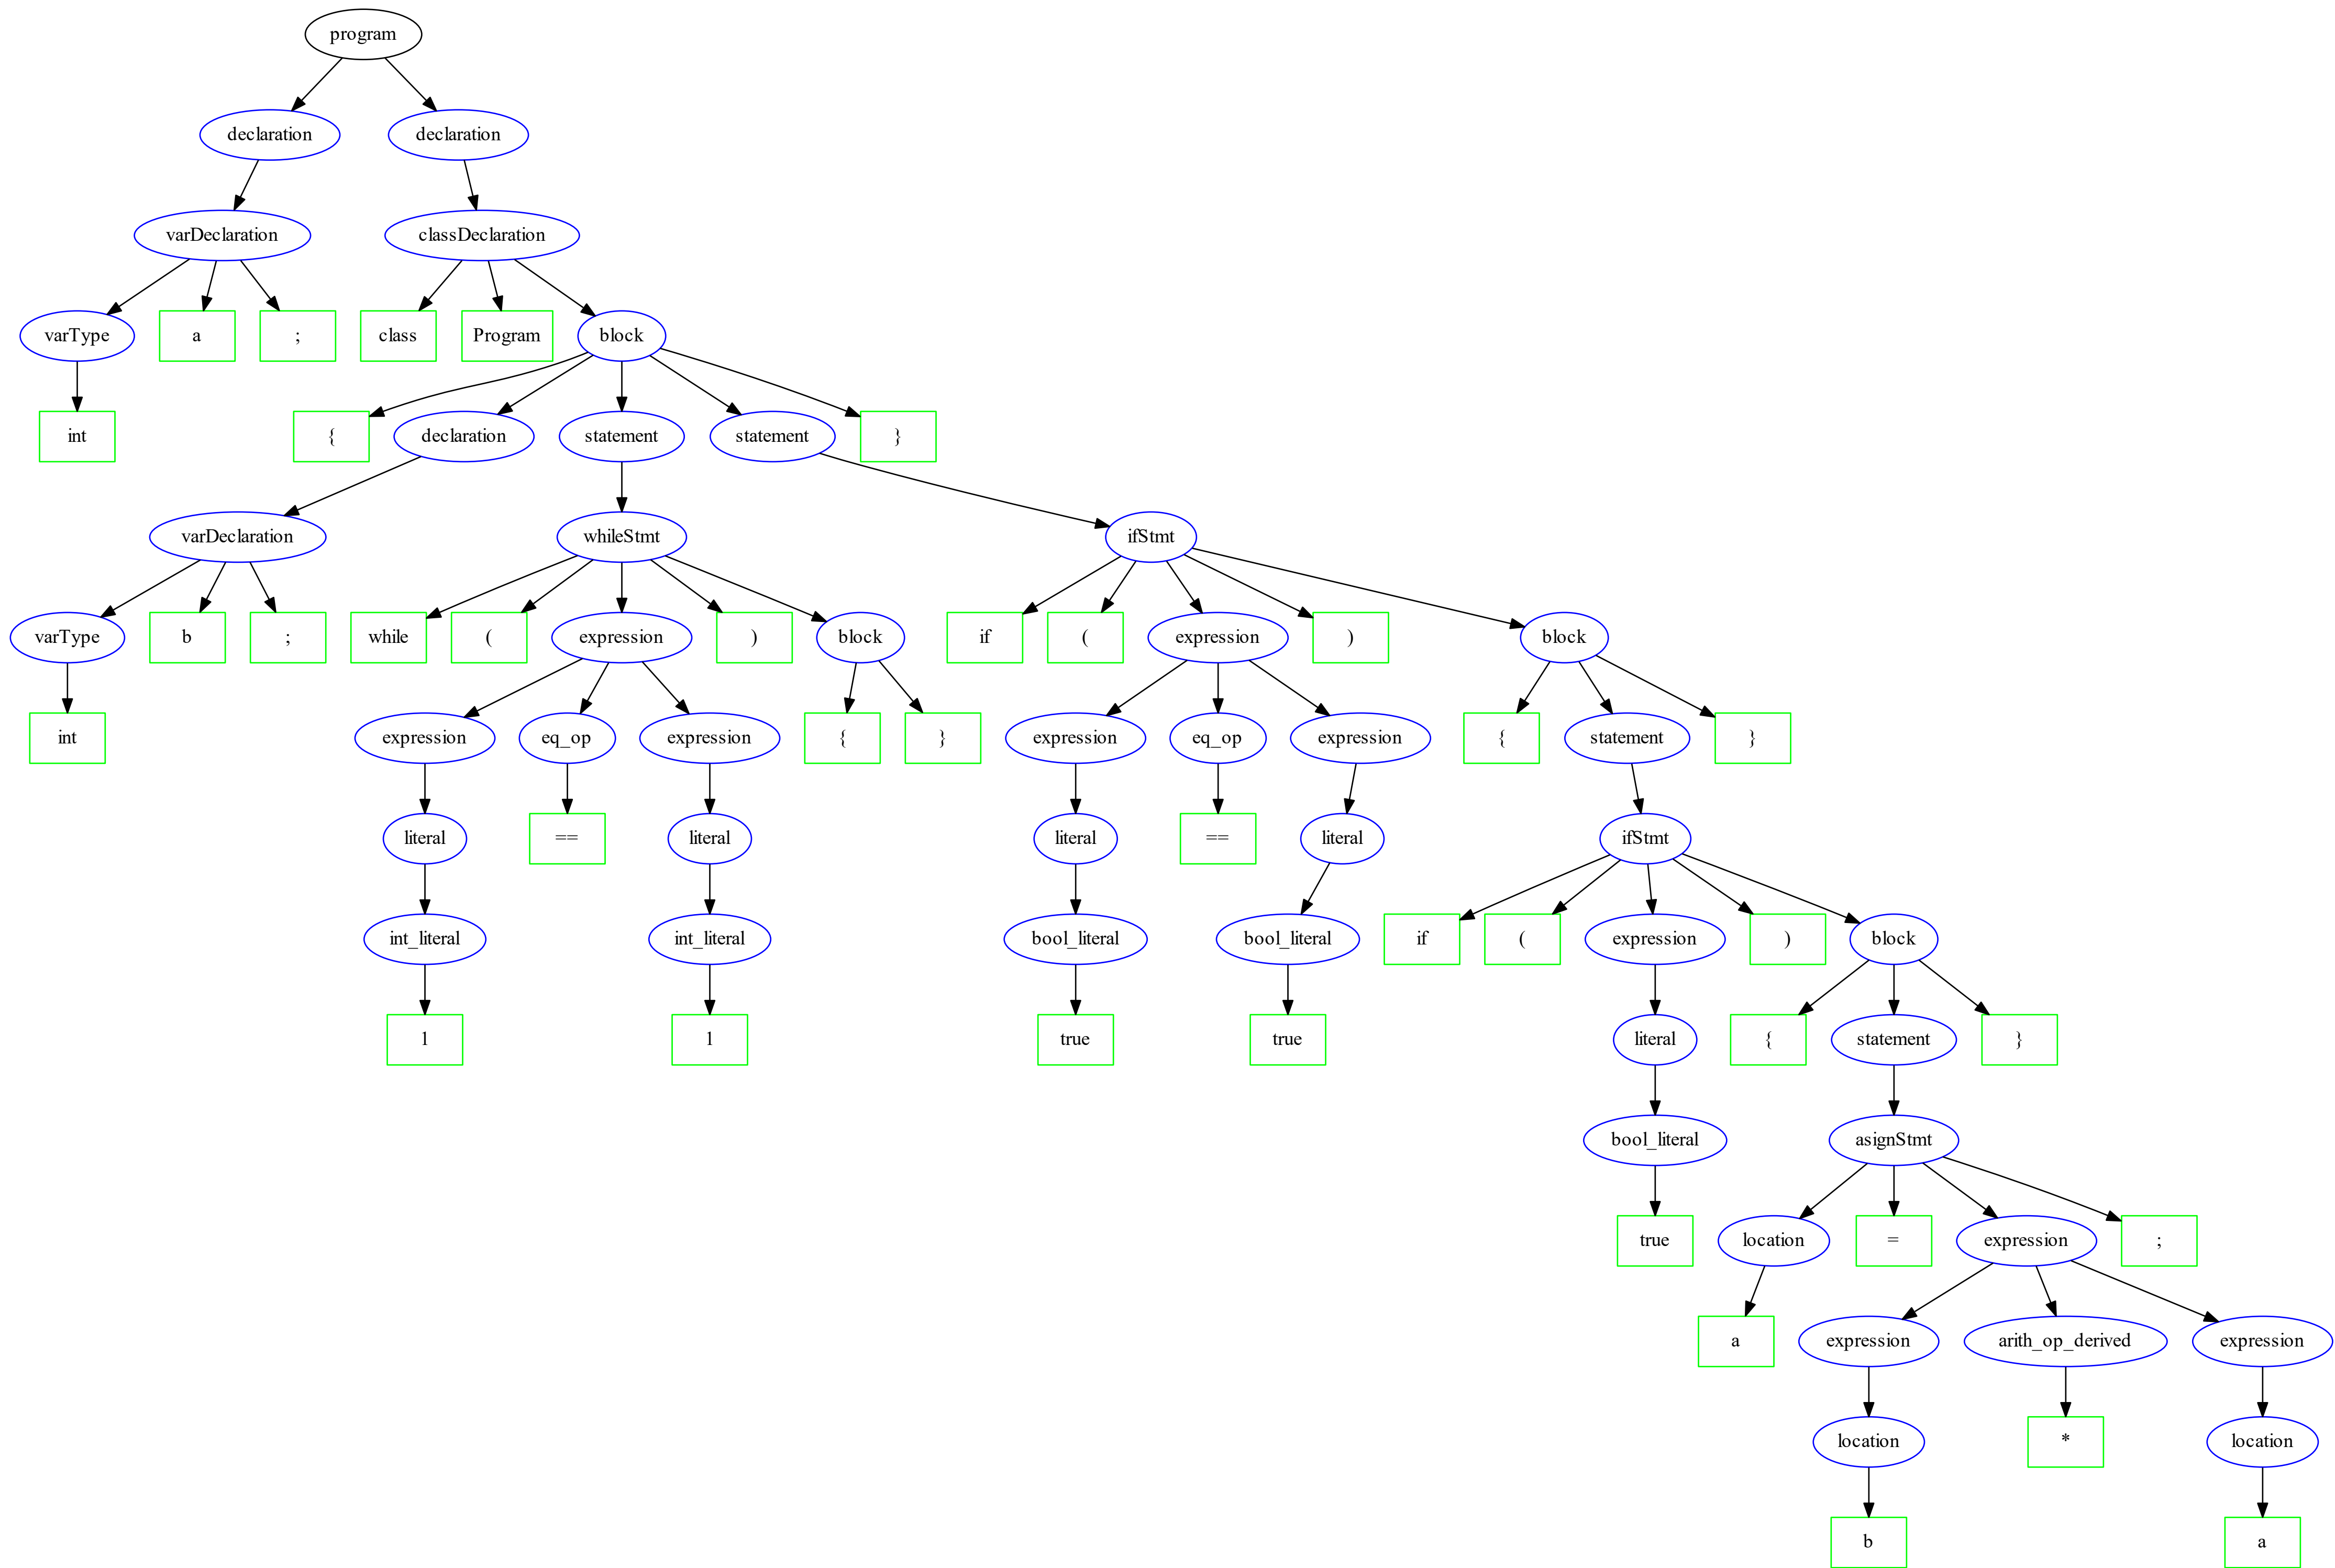 program
declaration declaration
varDeclaration classDeclaration
varType a ; class Program block
int { declaration statement statement }
varDeclaration whileStmt ifStmt
varType b ; while ( expression ) block if ( expression ) block
int expression eq_op expression { } expression eq_op expression { statement }
literal == literal literal == literal ifStmt
int_literal int_literal bool_literal bool_literal if ( expression ) block
1 1 true true literal { statement }
bool_literal asignStmt
true location = expression ;
a expression arith_op_derived expression
location * location
b a